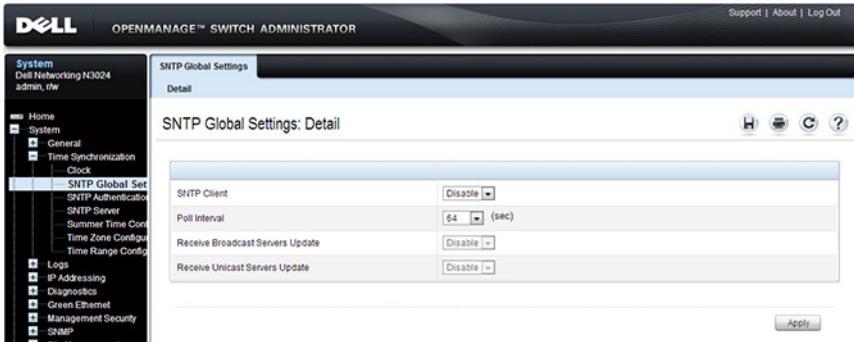 Support | About | Log Out
DELL OPENMANAGE™ SWITCH ADMINISTRATOR
System
Dell Networking N3024
admin, r/w
Home
System
General
Time Synchronization
Clock
SNTP Global Set
SNTP Authentication
SNTP Server
Summer Time Cont
Time Zone Configu
Time Range Config
Logs
IP Addressing
Diagnostics
Green Ethernet
Management Security
SNMP
SNTP Global Settings
Detail
SNTP Global Settings: Detail
SNTP Client Disable
Poll Interval 64 (sec)
Receive Broadcast Servers Update Disable
Receive Unicast Servers Update Disable
Apply